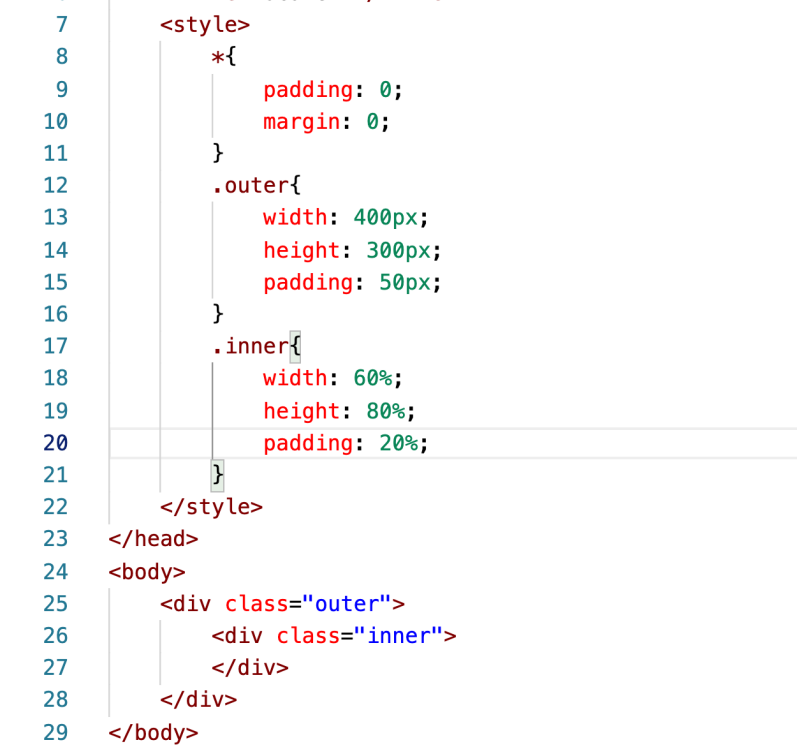 7 <style>
8 *{
9 padding: 0;
10 margin: 0;
11 }
12 .outer{
13 width: 400px;
14 height: 300px;
15 padding: 50px;
16 }
17 .inner{
18 width: 60%;
19 height: 80%;
20 padding: 20%;
21 }
22 </style>
23 </head>
24 <body>
25 <div class="outer">
26 <div class="inner">
27 </div>
28 </div>
29 </body>